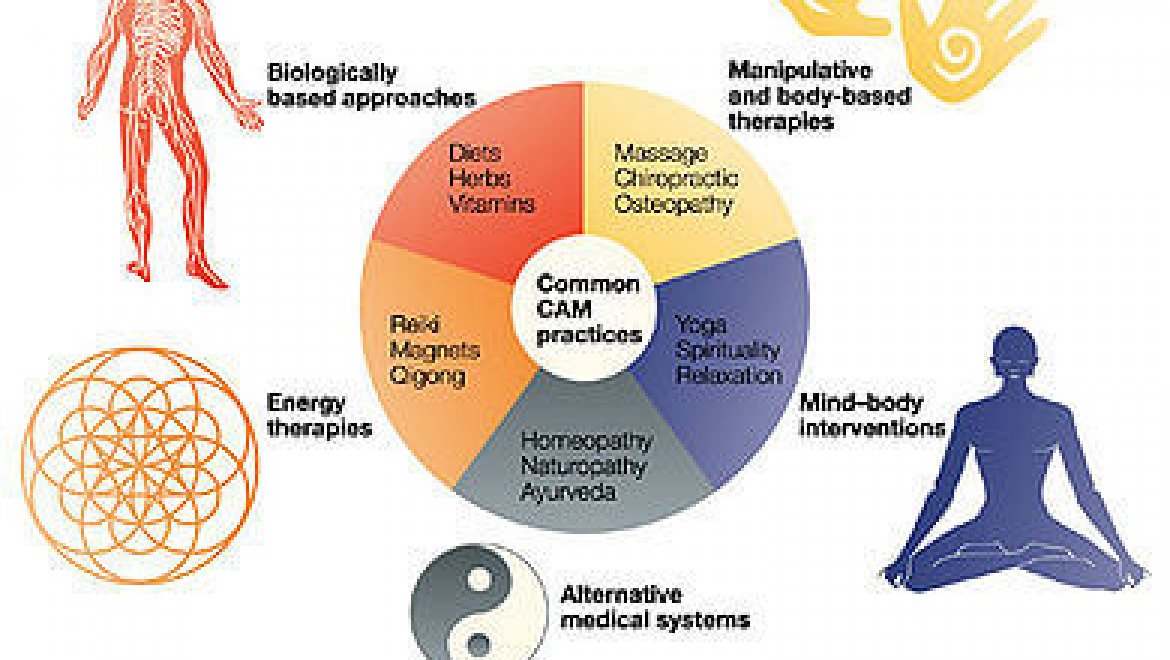 Biologically
based approaches
Manipulative
and body-based
therapies
Diets
Herbs
Vitamins
Massage
Chiropractic
Osteopathy
Common
CAM
practices
Reiki
Magnets
Qigong
Yoga
Spirituality
Relaxation
Energy
therapies
Mind–body
interventions
Homeopathy
Naturopathy
Ayurveda
Alternative
medical systems